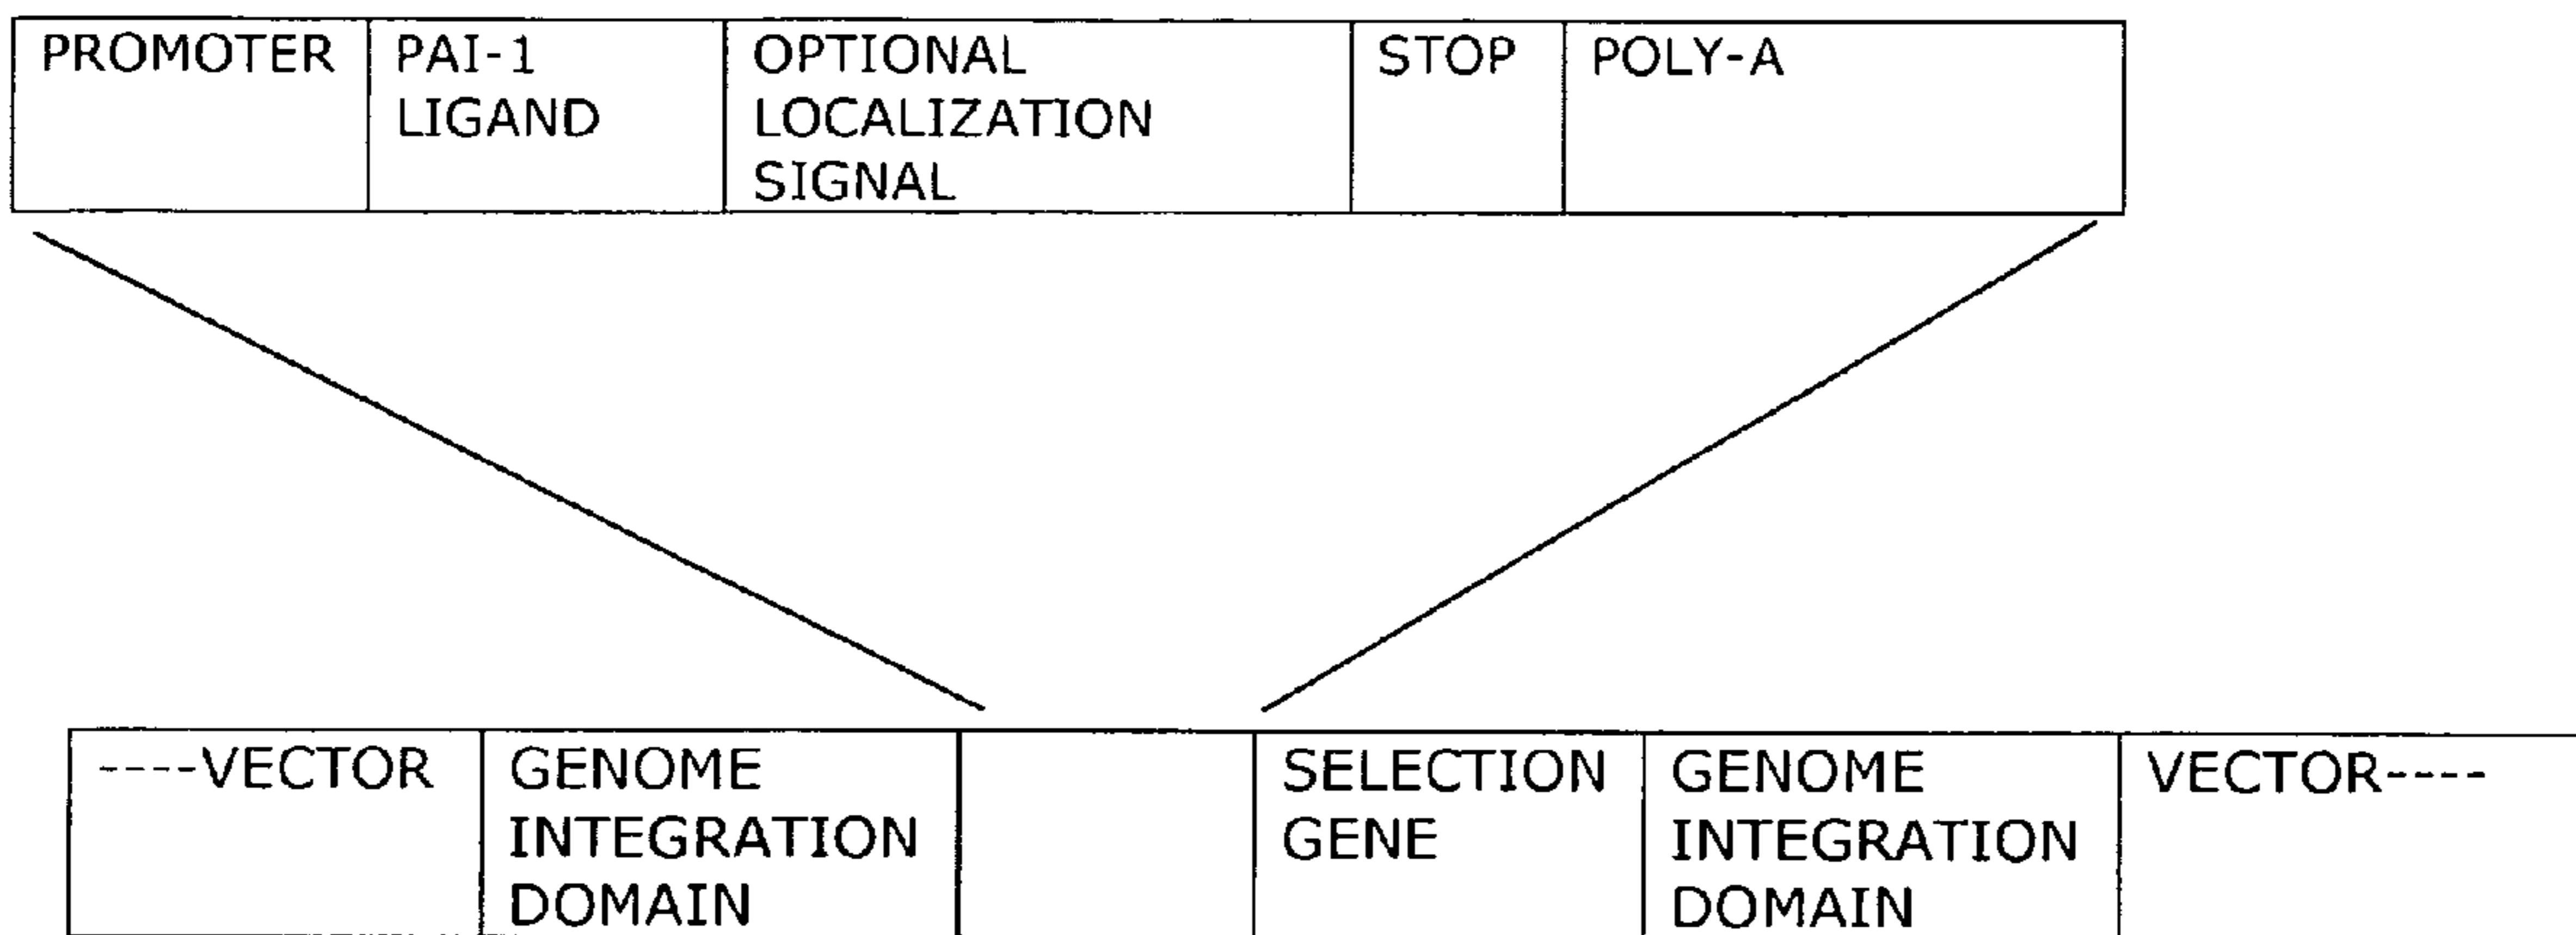 PROMOTER
PAI-1
LIGAND
OPTIONAL
LOCALIZATION
SIGNAL
STOP
POLY-A
----VECTOR
GENOME
INTEGRATION
DOMAIN
SELECTION
GENE
GENOME
INTEGRATION
DOMAIN
VECTOR----